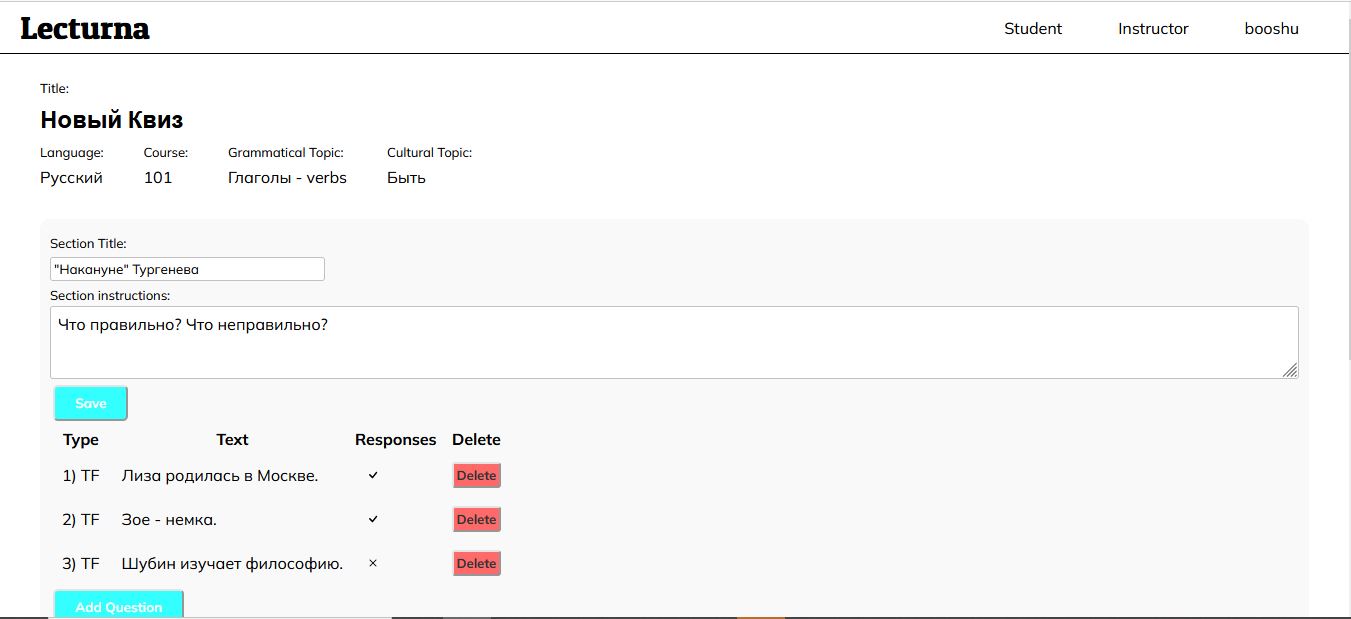 Lecturna Student Instructor booshu
Title:
Новый Квиз
Language: Course: Grammatical Topic: Cultural Topic:
Русский 101 Глаголы - verbs Быть
Section Title:
"Накануне" Тургенева
Section instructions:
Что правильно? Что неправильно?
Save
Type Text Responses Delete
1) TF Лиза родилась в Москве. ✓ Delete
2) TF Зое - немка. ✓ Delete
3) TF Шубин изучает философию. × Delete
Add Question